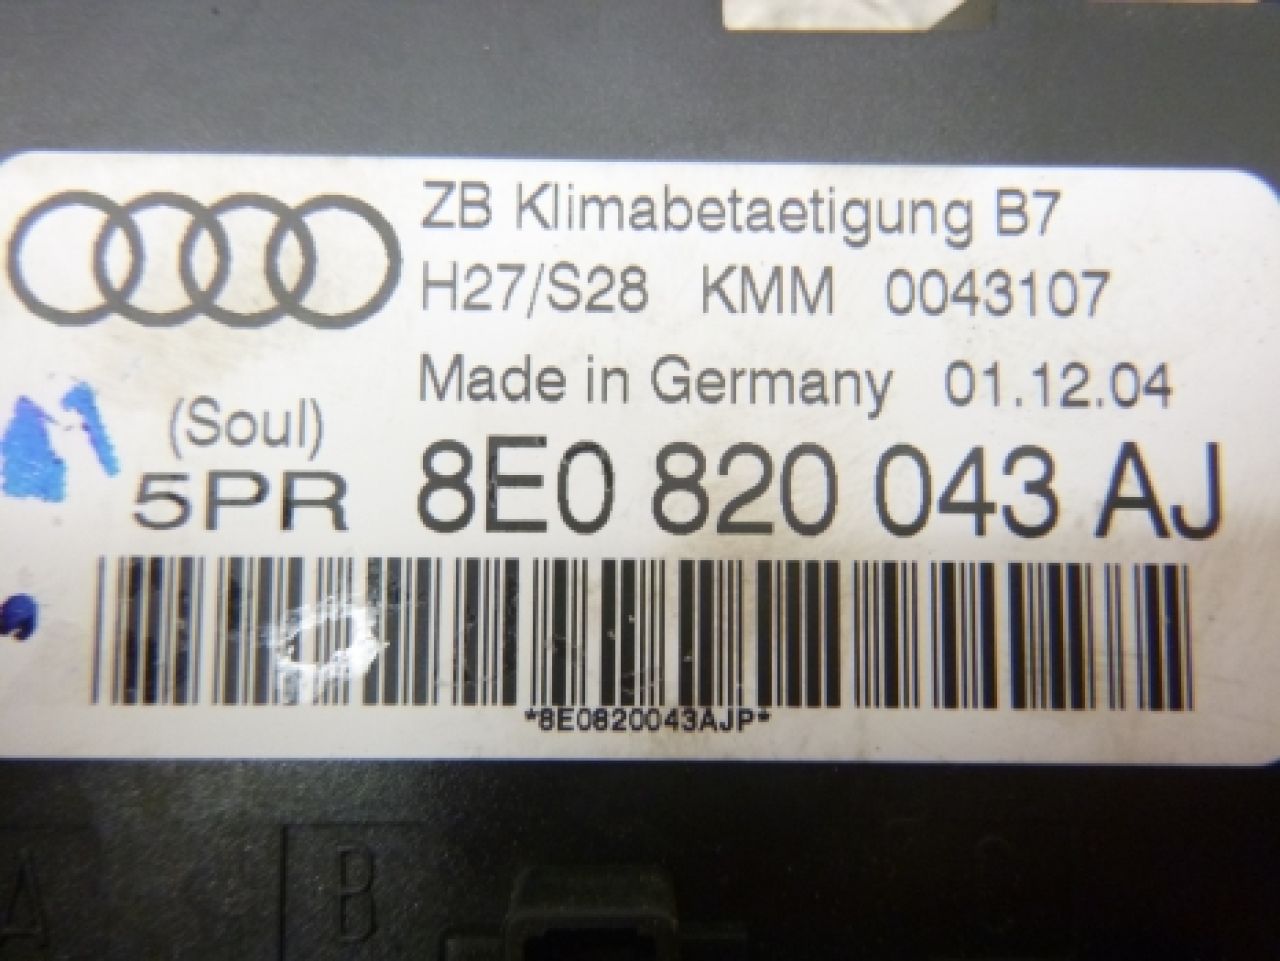 ZB Klimabetaetigung B7
H27/S28 KMM 0043107
Made in Germany 01.12.04
(Soul)
5PR 8E0 820 043 AJ
*8E0820043AJP*
A B C